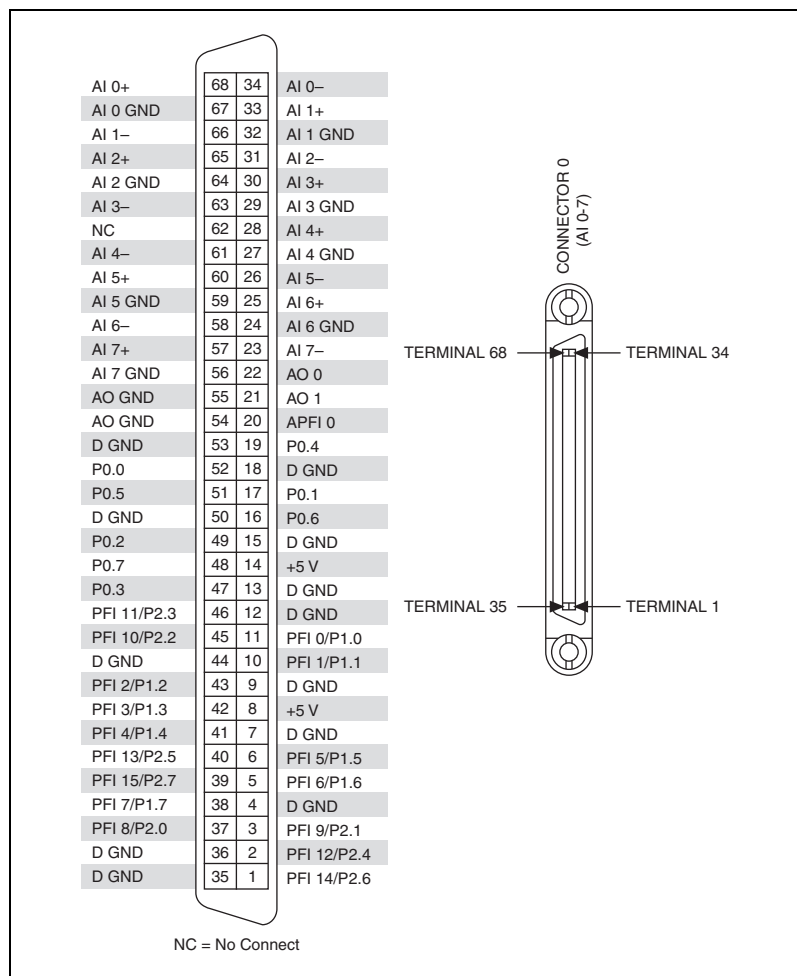 AI 0+ 68 34 AI 0–
AI 0 GND 67 33 AI 1+
AI 1– 66 32 AI 1 GND
AI 2+ 65 31 AI 2–
AI 2 GND 64 30 AI 3+
AI 3– 63 29 AI 3 GND
NC 62 28 AI 4+
AI 4– 61 27 AI 4 GND
AI 5+ 60 26 AI 5–
AI 5 GND 59 25 AI 6+
AI 6– 58 24 AI 6 GND
AI 7+ 57 23 AI 7–
AI 7 GND 56 22 AO 0
AO GND 55 21 AO 1
AO GND 54 20 APFI 0
D GND 53 19 P0.4
P0.0 52 18 D GND
P0.5 51 17 P0.1
D GND 50 16 P0.6
P0.2 49 15 D GND
P0.7 48 14 +5 V
P0.3 47 13 D GND
PFI 11/P2.3 46 12 D GND
PFI 10/P2.2 45 11 PFI 0/P1.0
D GND 44 10 PFI 1/P1.1
PFI 2/P1.2 43 9 D GND
PFI 3/P1.3 42 8 +5 V
PFI 4/P1.4 41 7 D GND
PFI 13/P2.5 40 6 PFI 5/P1.5
PFI 15/P2.7 39 5 PFI 6/P1.6
PFI 7/P1.7 38 4 D GND
PFI 8/P2.0 37 3 PFI 9/P2.1
D GND 36 2 PFI 12/P2.4
D GND 35 1 PFI 14/P2.6
NC = No Connect
CONNECTOR 0
(AI 0-7)
TERMINAL 68
TERMINAL 34
TERMINAL 35
TERMINAL 1